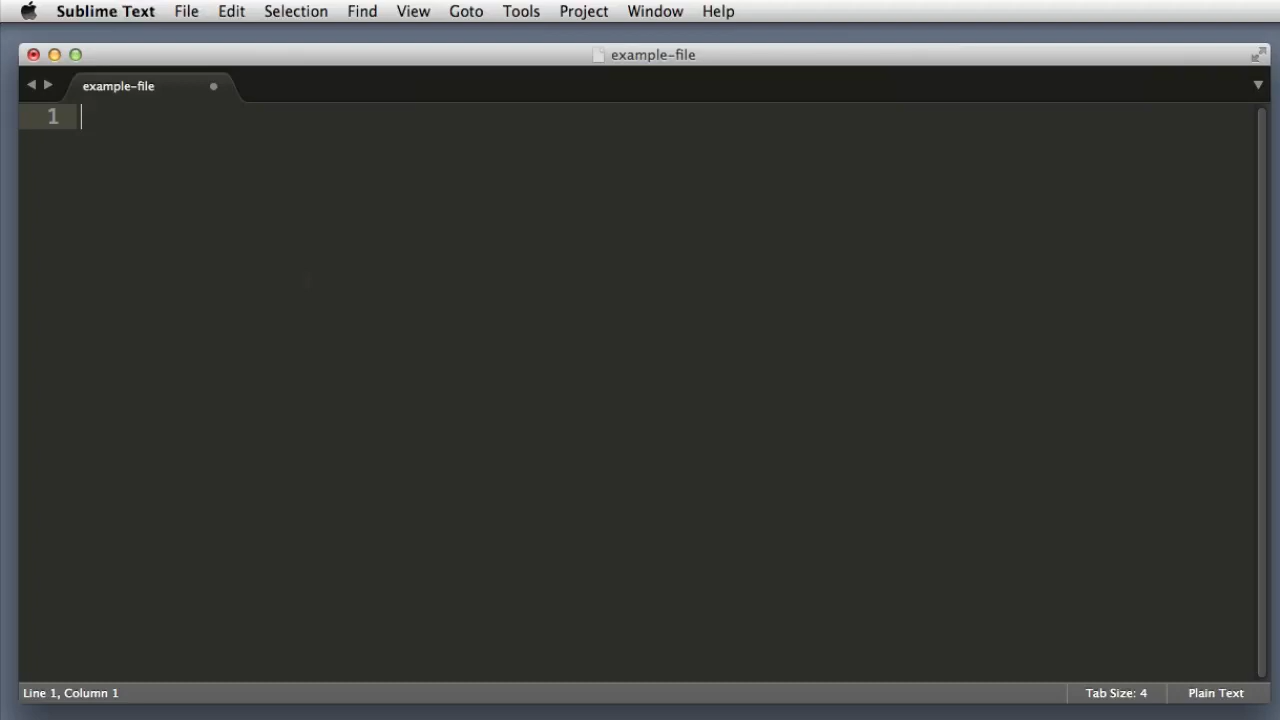 Sublime Text File Edit Selection Find View Goto Tools Project Window Help
example-file
example-file
1
Line 1, Column 1 Tab Size: 4 Plain Text